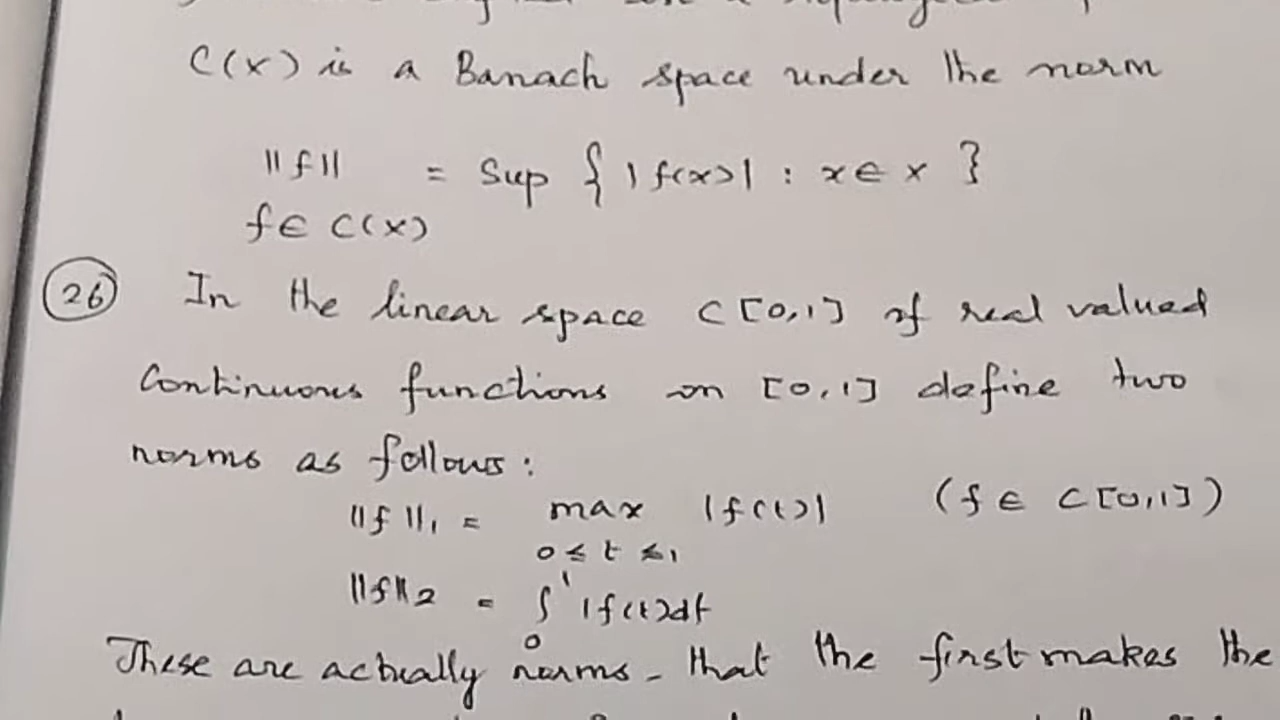 C(x) is a Banach space under the norm
||f|| = Sup { |f(x)| : x ∈ x }
f ∈ C(x)
26 In the linear space C[0,1] of real valued
Continuous functions on [0,1] define two
norms as follows:
||f||₁ = max |f(t)| (f ∈ C[0,1])
0 ≤ t ≤ 1
||f||₂ = ∫₀¹ |f(t)dt
These are actually norms - that the first makes the